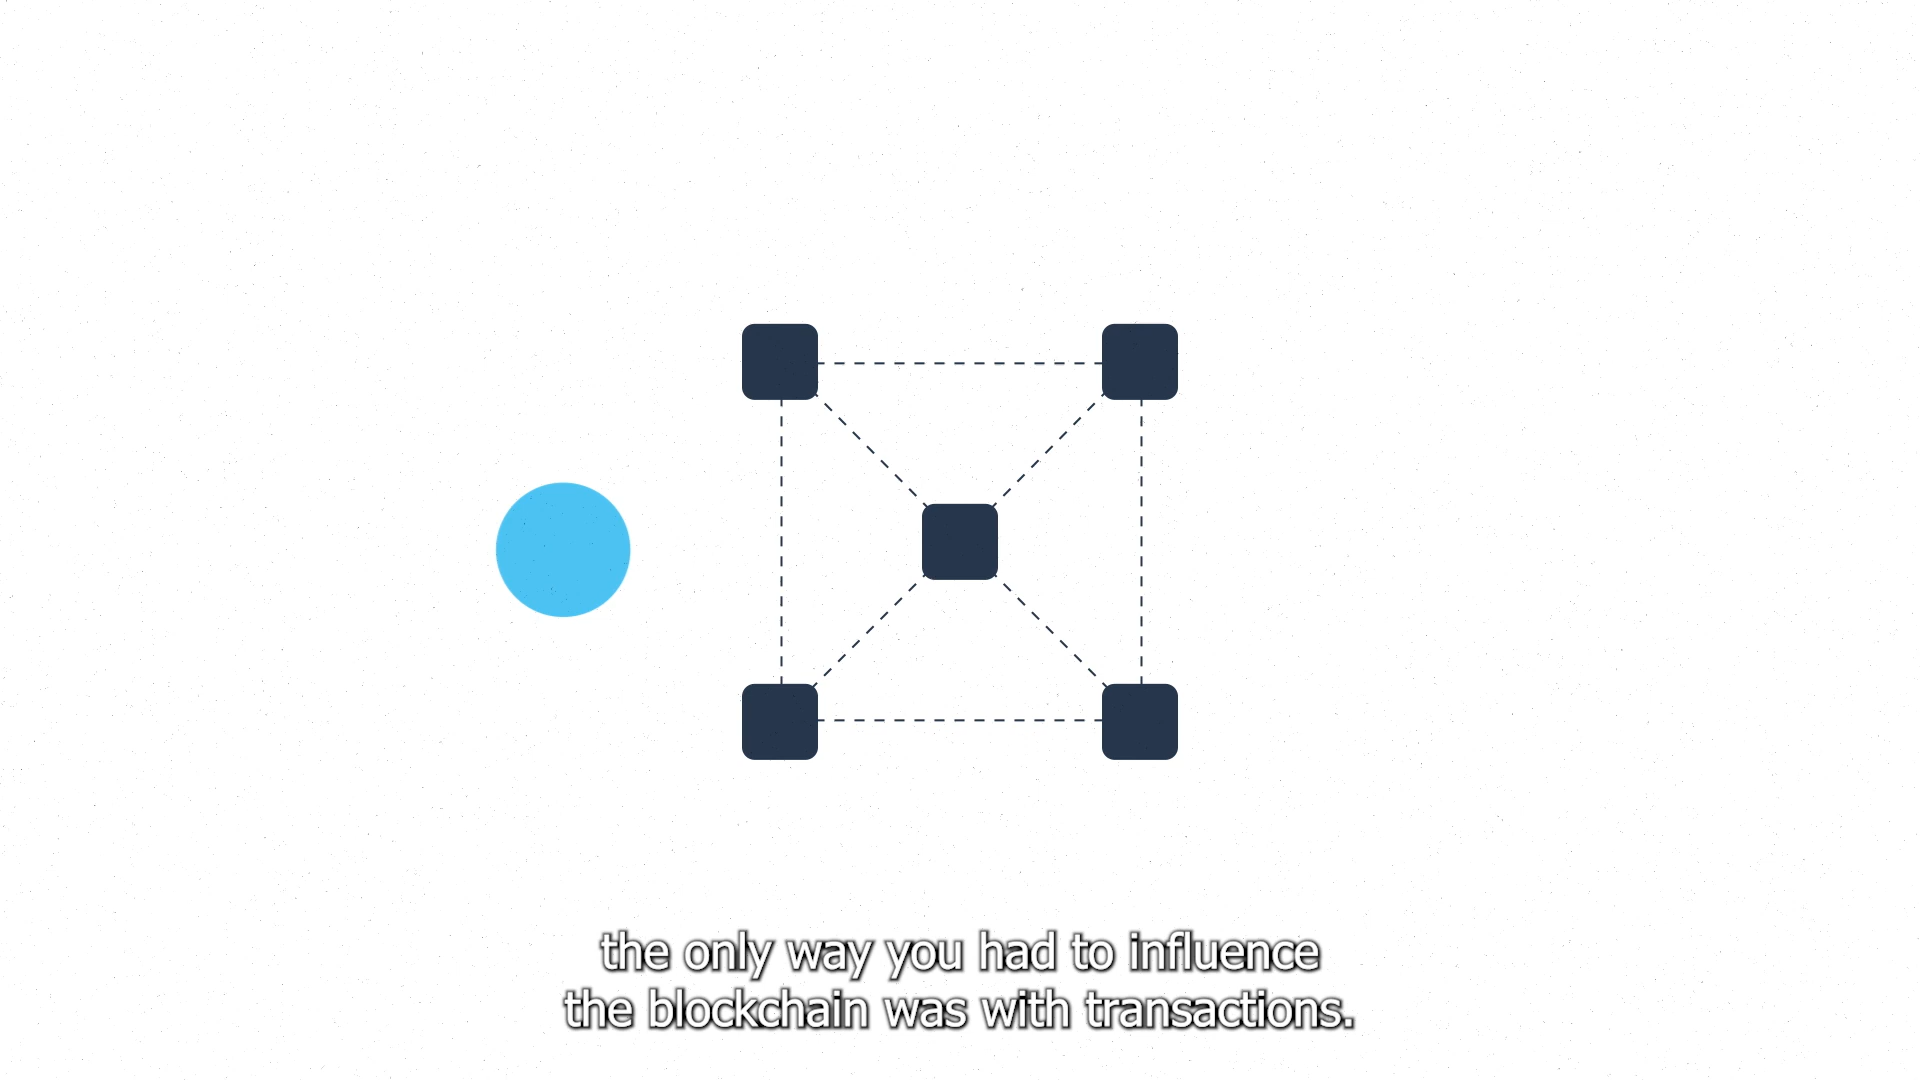 the only way you had to influence
the blockchain was with transactions.